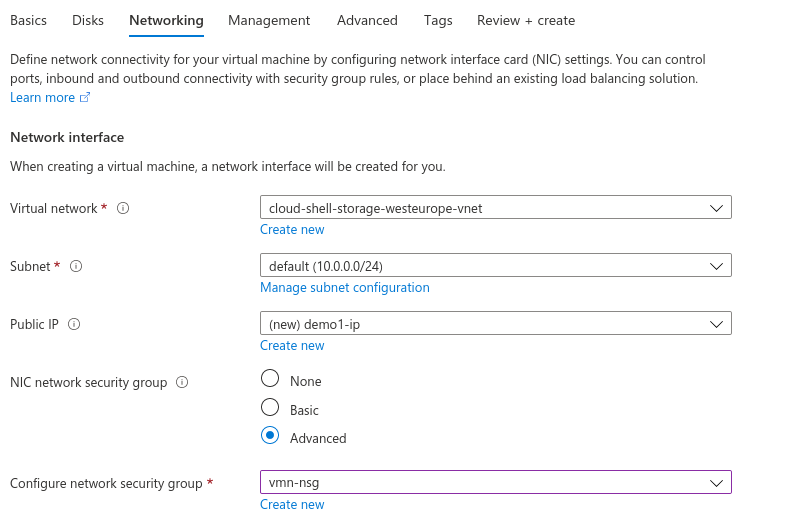 Basics Disks Networking Management Advanced Tags Review + create
Define network connectivity for your virtual machine by configuring network interface card (NIC) settings. You can control
ports, inbound and outbound connectivity with security group rules, or place behind an existing load balancing solution.
Learn more
Network interface
When creating a virtual machine, a network interface will be created for you.
Virtual network * cloud-shell-storage-westeurope-vnet
Create new
Subnet * default (10.0.0.0/24)
Manage subnet configuration
Public IP (new) demo1-ip
Create new
NIC network security group None
Basic
Advanced
Configure network security group * vmn-nsg
Create new